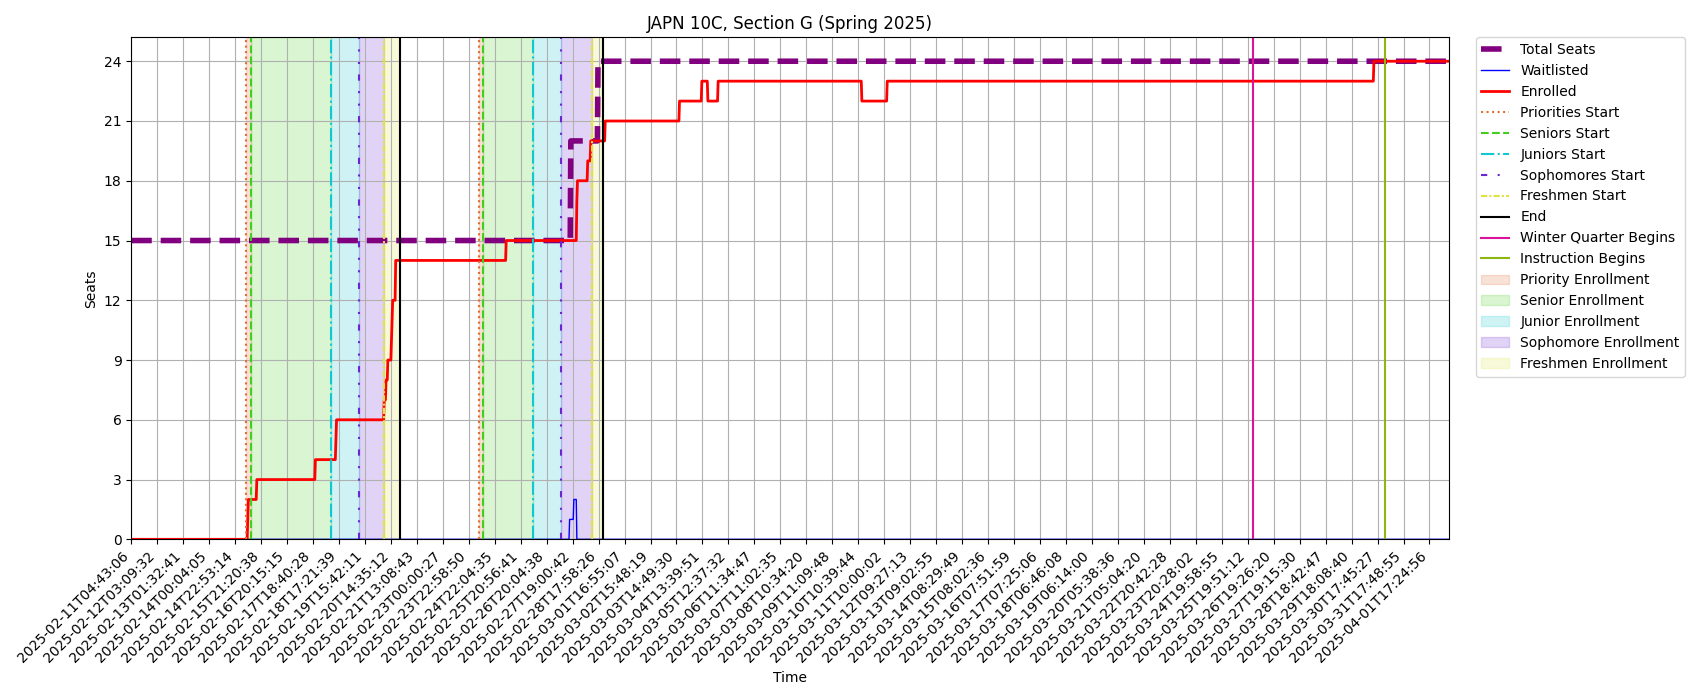 JAPN 10C, Section G (Spring 2025)
Seats
24
21
18
15
12
9
6
3
0
2025-02-11T04:43:06
2025-02-12T03:09:32
2025-02-13T01:32:41
2025-02-14T00:04:05
2025-02-14T22:53:14
2025-02-15T21:20:38
2025-02-16T20:15:15
2025-02-17T18:40:28
2025-02-18T17:21:39
2025-02-19T15:42:11
2025-02-20T14:35:12
2025-02-21T13:08:43
2025-02-23T00:00:27
2025-02-23T22:58:50
2025-02-24T22:04:35
2025-02-25T20:56:41
2025-02-26T20:04:38
2025-02-27T19:00:42
2025-02-28T17:58:26
2025-03-01T16:55:07
2025-03-02T15:48:19
2025-03-03T14:49:30
2025-03-04T13:39:51
2025-03-05T12:37:32
2025-03-06T11:34:47
2025-03-07T11:02:35
2025-03-08T10:34:20
2025-03-09T11:09:48
2025-03-10T10:39:44
2025-03-11T10:00:02
2025-03-12T09:27:13
2025-03-13T09:02:55
2025-03-14T08:29:49
2025-03-15T08:02:36
2025-03-16T07:51:59
2025-03-17T07:25:06
2025-03-18T06:46:08
2025-03-19T06:14:00
2025-03-20T05:38:36
2025-03-21T05:04:20
2025-03-22T20:42:28
2025-03-23T20:28:02
2025-03-24T19:58:55
2025-03-25T19:51:12
2025-03-26T19:26:20
2025-03-27T19:15:30
2025-03-28T18:42:47
2025-03-29T18:08:40
2025-03-30T17:45:27
2025-03-31T17:48:55
2025-04-01T17:24:56
Time
Total Seats
Waitlisted
Enrolled
Priorities Start
Seniors Start
Juniors Start
Sophomores Start
Freshmen Start
End
Winter Quarter Begins
Instruction Begins
Priority Enrollment
Senior Enrollment
Junior Enrollment
Sophomore Enrollment
Freshmen Enrollment